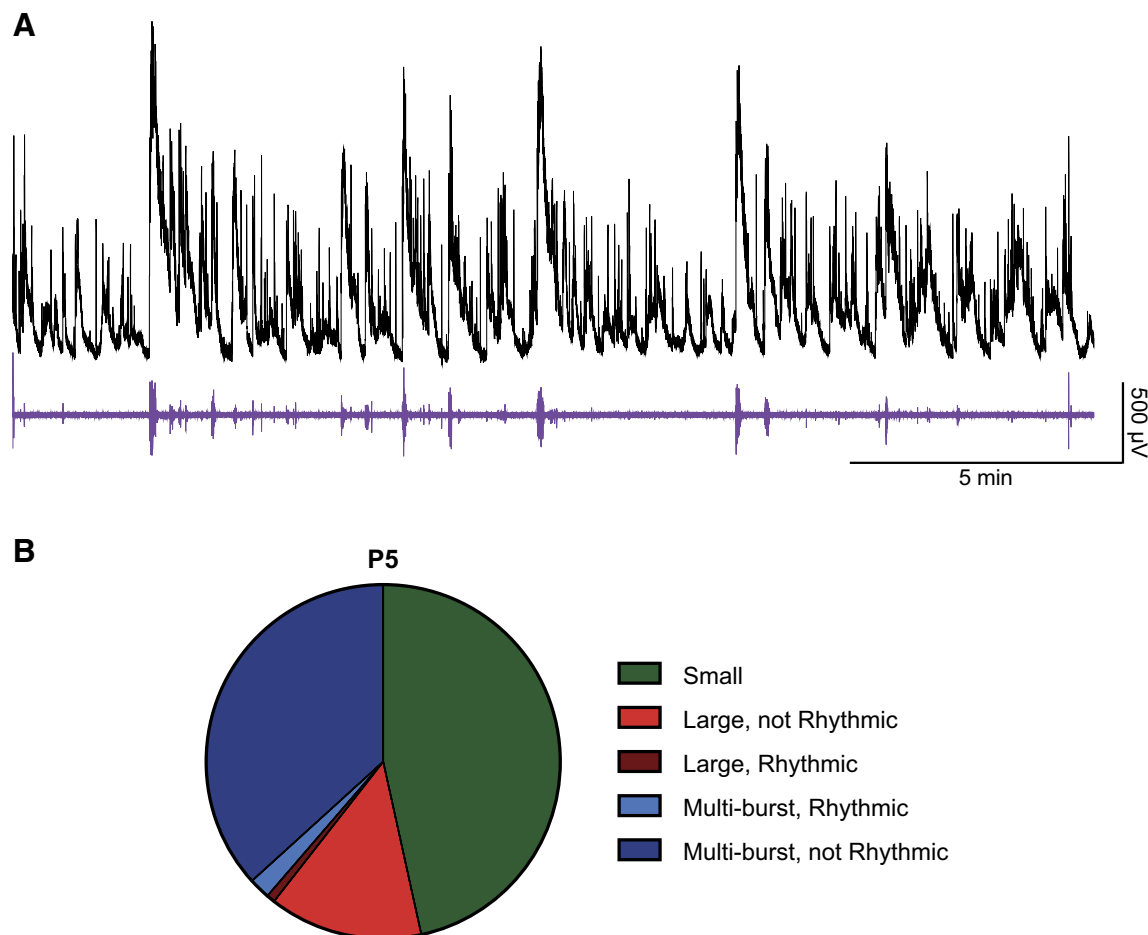 A
500 µV
5 min
B
P5
Small
Large, not Rhythmic
Large, Rhythmic
Multi-burst, Rhythmic
Multi-burst, not Rhythmic